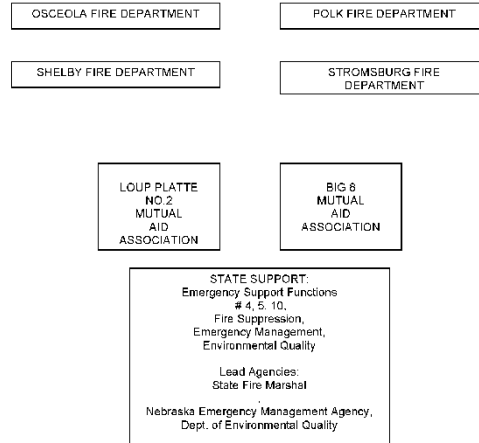 OSCEOLA FIRE DEPARTMENT
POLK FIRE DEPARTMENT
SHELBY FIRE DEPARTMENT
STROMSBURG FIRE
DEPARTMENT
LOUP PLATTE
NO.2
MUTUAL
AID
ASSOCIATION
BIG 6
MUTUAL
AID
ASSOCIATION
STATE SUPPORT:
Emergency Support Functions
# 4, 5. 10,
Fire Suppression,
Emergency Management,
Environmental Quality
Lead Agencies:
State Fire Marshal
.
Nebraska Emergency Management Agency,
Dept. of Environmental Quality